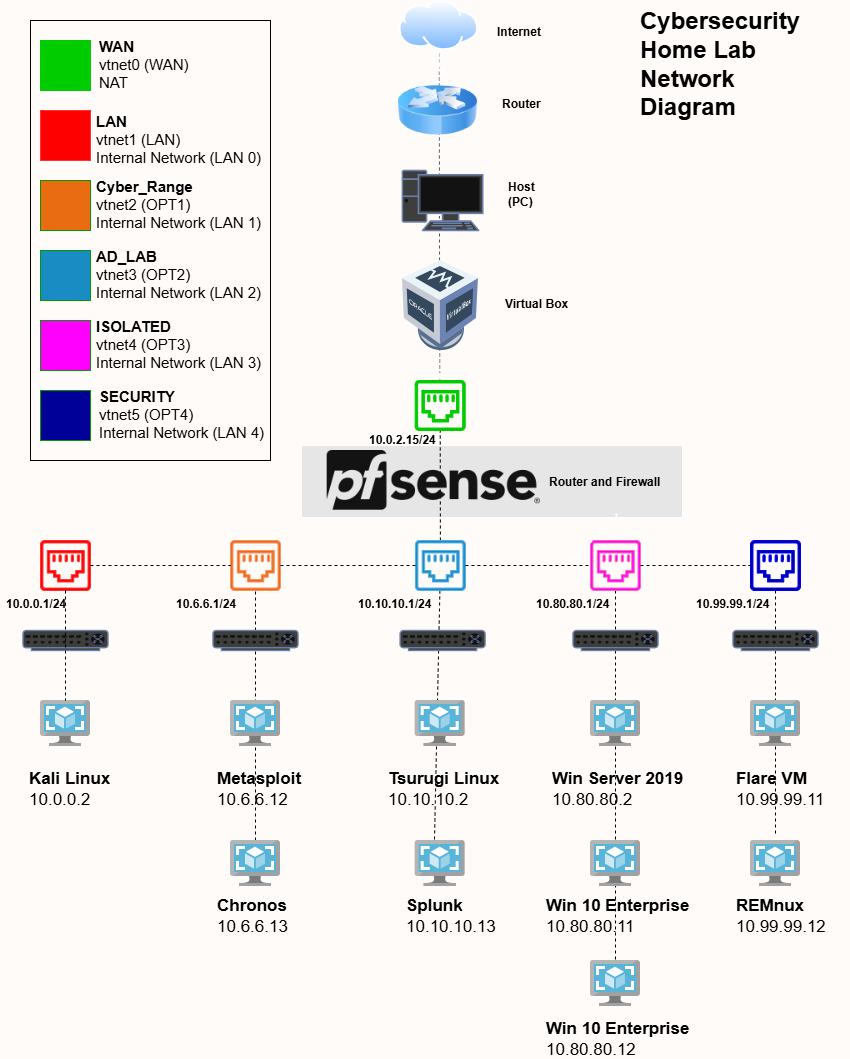 Cybersecurity
Home Lab
Network
Diagram
WAN
vtnet0 (WAN)
NAT
LAN
vtnet1 (LAN)
Internal Network (LAN 0)
Cyber_Range
vtnet2 (OPT1)
Internal Network (LAN 1)
AD_LAB
vtnet3 (OPT2)
Internal Network (LAN 2)
ISOLATED
vtnet4 (OPT3)
Internal Network (LAN 3)
SECURITY
vtnet5 (OPT4)
Internal Network (LAN 4)
Internet
Router
Host
(PC)
ORACLE
VirtualBox
Virtual Box
10.0.2.15/24
pfsense®
Router and Firewall
10.0.0.1/24
10.6.6.1/24
10.10.10.1/24
10.80.80.1/24
10.99.99.1/24
Kali Linux
10.0.0.2
Metasploit
10.6.6.12
Tsurugi Linux
10.10.10.2
Win Server 2019
10.80.80.2
Flare VM
10.99.99.11
Chronos
10.6.6.13
Splunk
10.10.10.13
Win 10 Enterprise
10.80.80.11
REMnux
10.99.99.12
Win 10 Enterprise
10.80.80.12